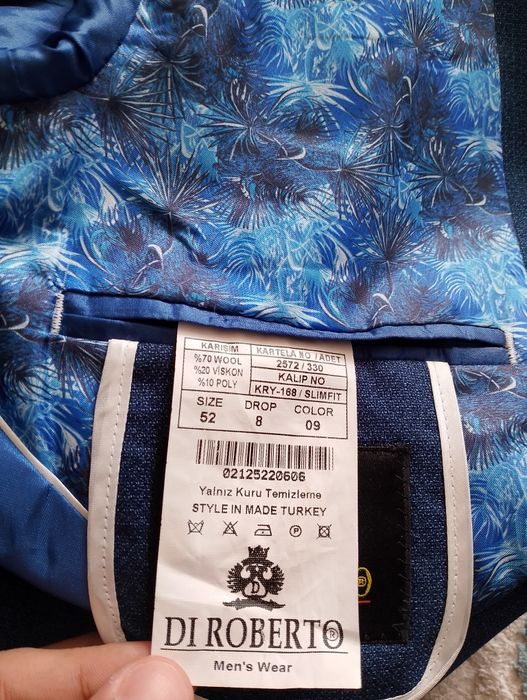 KARIŞIM KARTELA NO / ADET
%70 WOOL 2572 / 330
%20 VİSKON KALIP NO
%10 POLY KRY-168 / SLIMFIT
SIZE DROP COLOR
52 8 09
02125220606
Yalnız Kuru Temizleme
STYLE IN MADE TURKEY
DI ROBERTO®
Men's Wear